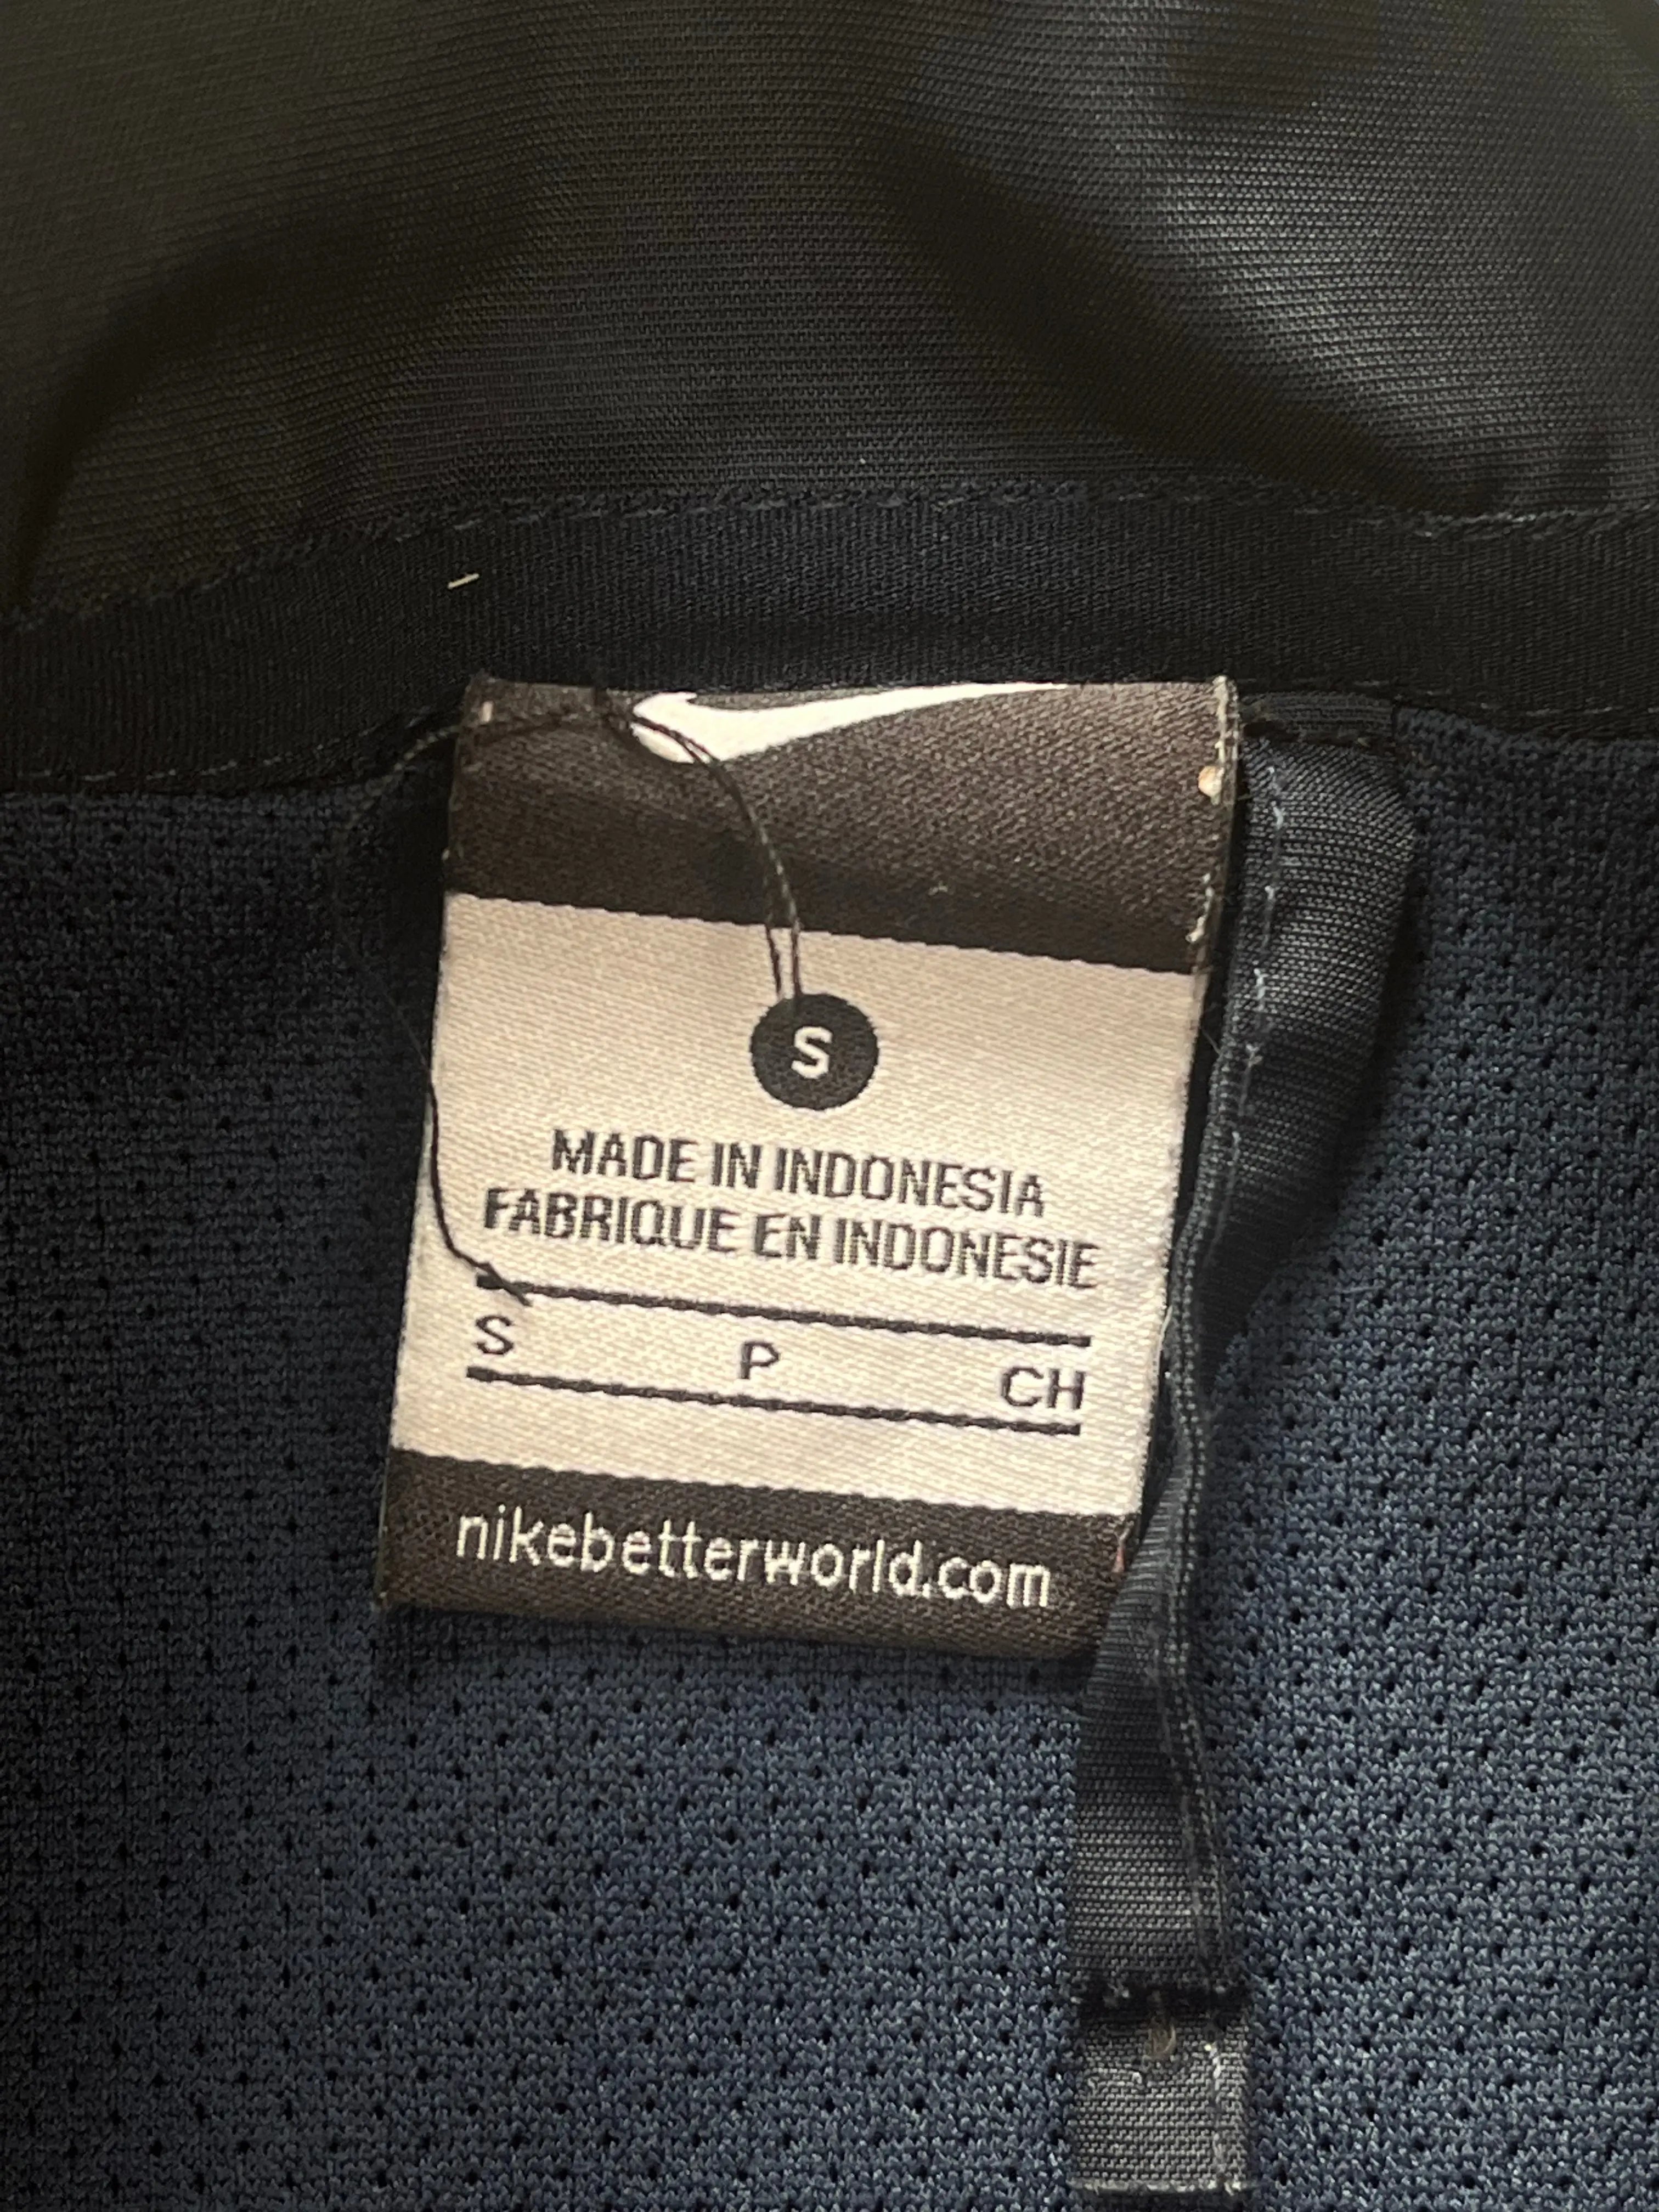 S
MADE IN INDONESIA
FABRIQUE EN INDONESIE
S P CH
nikebetterworld.com